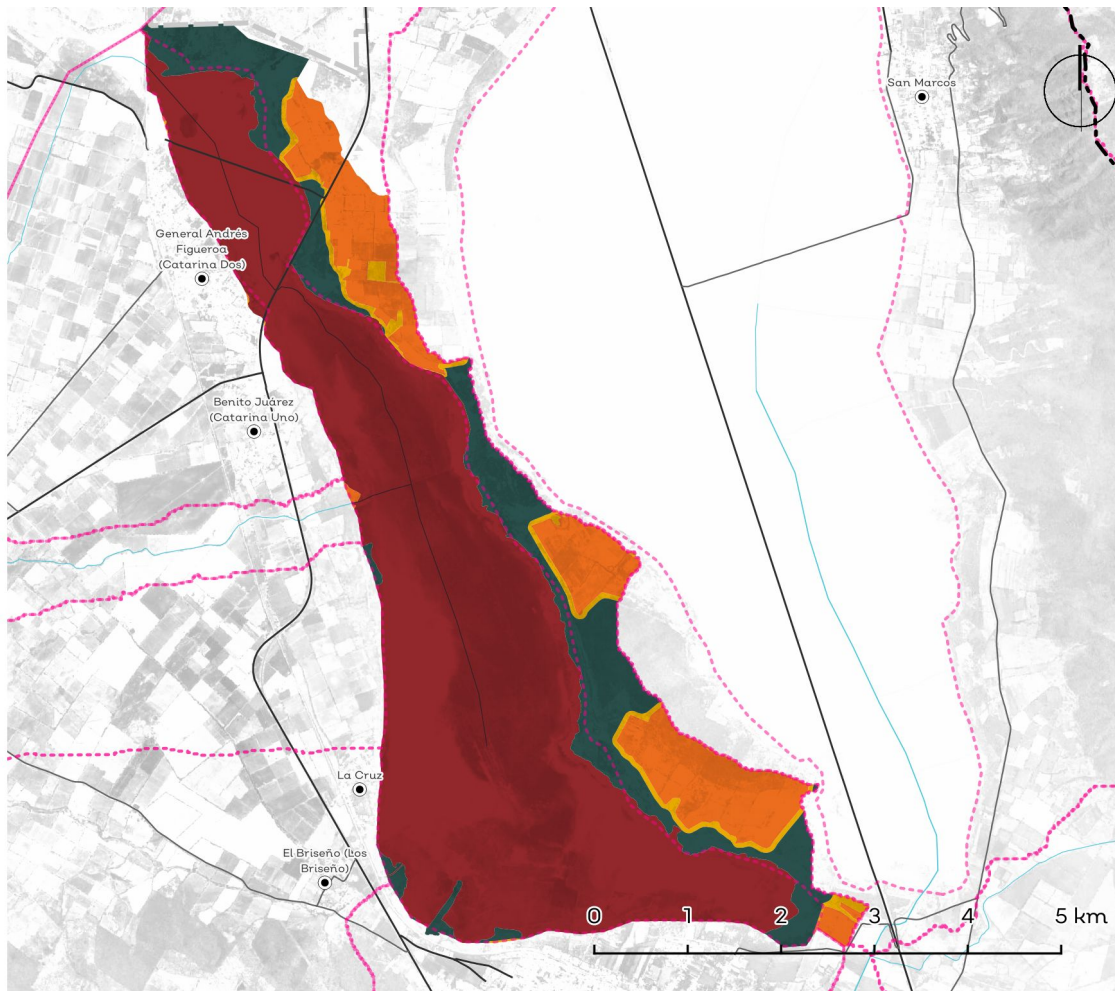 San Marcos
General Andrés
Figueroa
(Catarina Dos)
Benito Juárez
(Catarina Uno)
La Cruz
El Briseño (Los
Briseño)
0 1 2 3 4 5 km